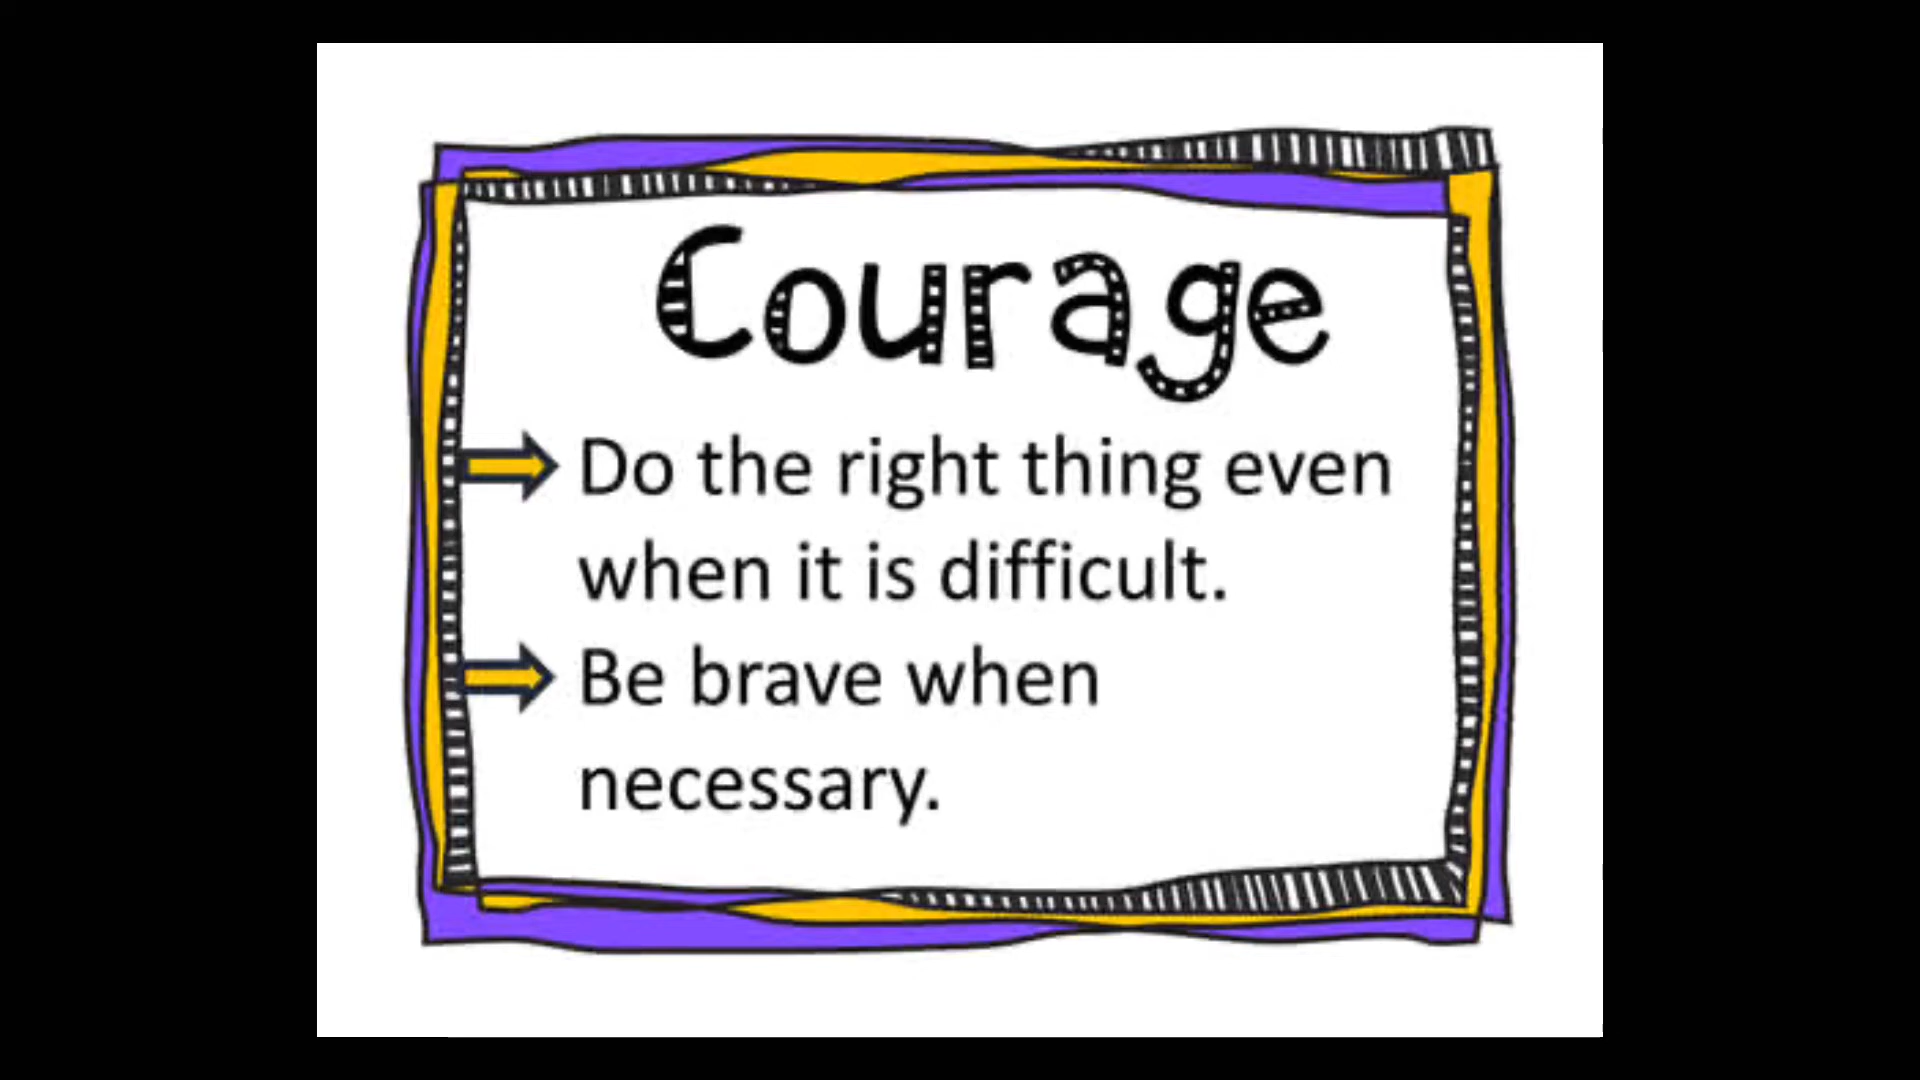 Courage
Do the right thing even
when it is difficult.
Be brave when
necessary.